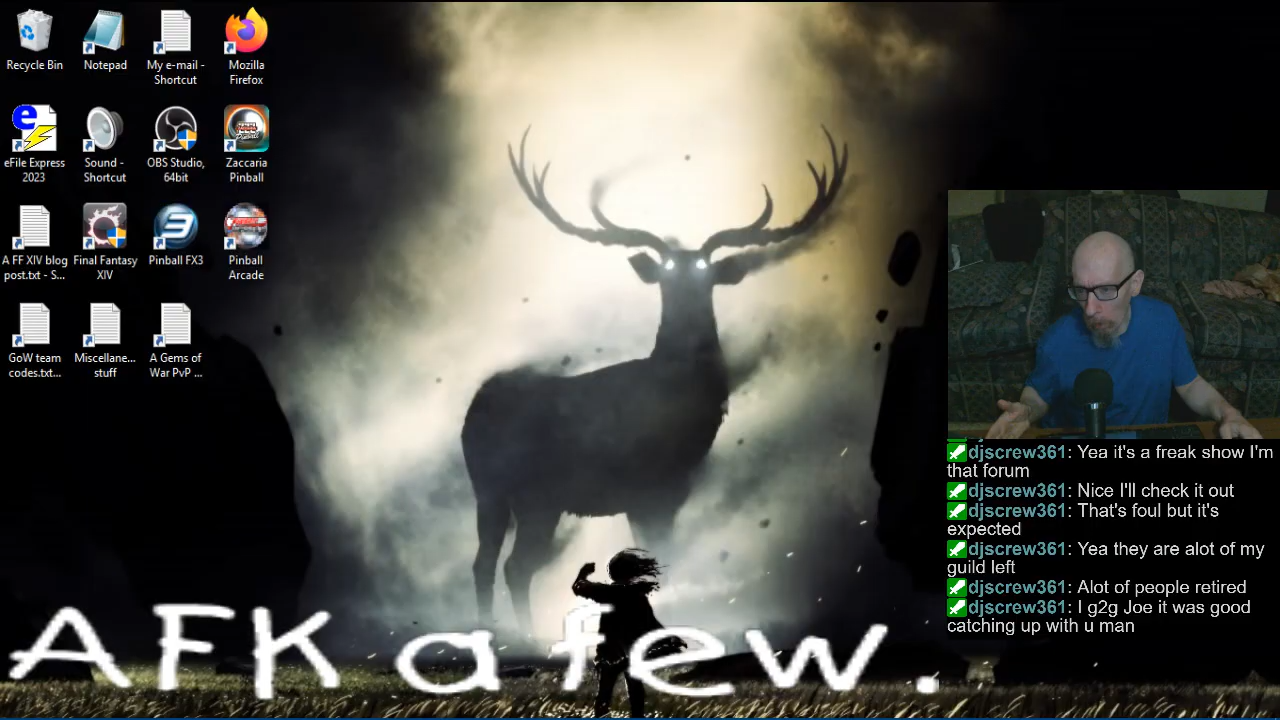 Recycle Bin
Notepad
My e-mail - Shortcut
Mozilla Firefox
eFile Express 2023
Sound - Shortcut
OBS Studio, 64bit
Zaccaria Pinball
A FF XIV blog post.txt - S...
Final Fantasy XIV
Pinball FX3
Pinball Arcade
GoW team codes.txt...
Miscellane... stuff
A Gems of War PvP ...
djscrew361: Yea it's a freak show I'm
that forum
djscrew361: Nice I'll check it out
djscrew361: That's foul but it's
expected
djscrew361: Yea they are alot of my
guild left
djscrew361: Alot of people retired
djscrew361: I g2g Joe it was good
catching up with u man
AFK a few.